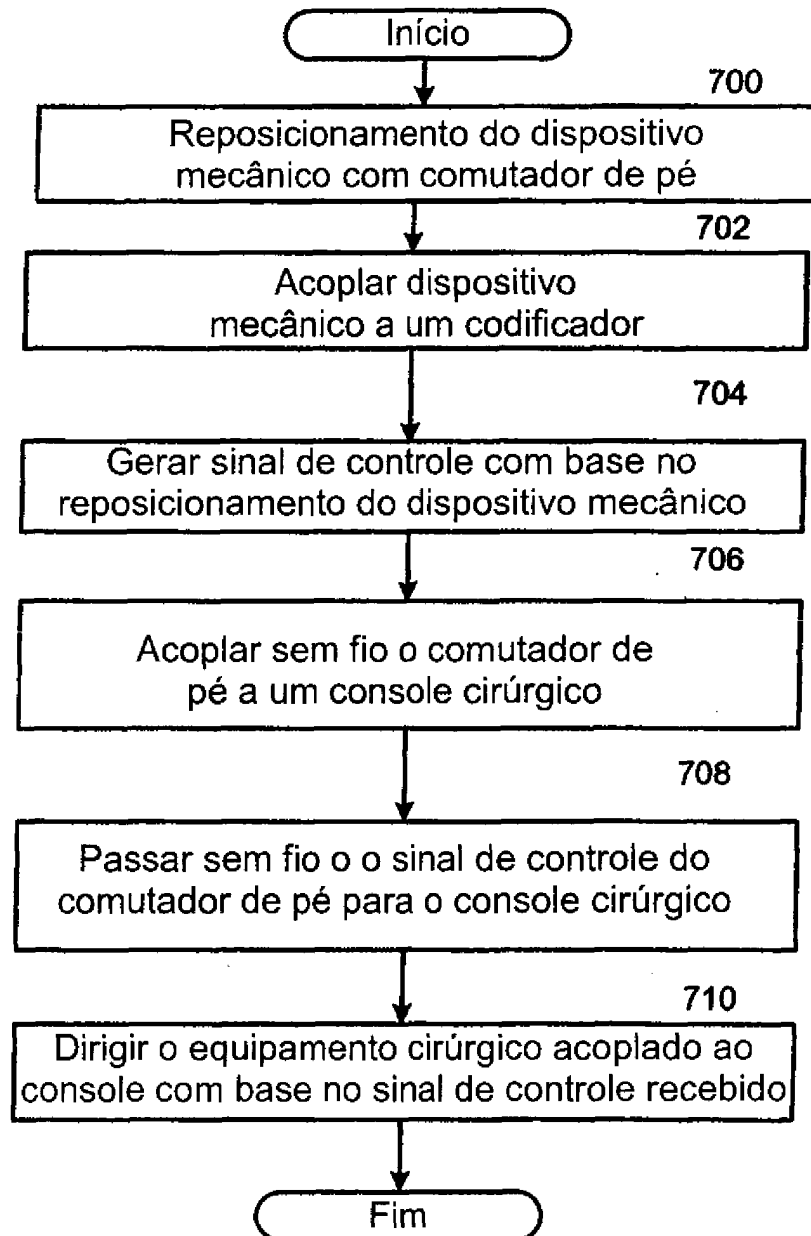 Início
700
Reposicionamento do dispositivo
mecânico com comutador de pé
702
Acoplar dispositivo
mecânico a um codificador
704
Gerar sinal de controle com base no
reposicionamento do dispositivo mecânico
706
Acoplar sem fio o comutador de
pé a um console cirúrgico
708
Passar sem fio o o sinal de controle do
comutador de pé para o console cirúrgico
710
Dirigir o equipamento cirúrgico acoplado ao
console com base no sinal de controle recebido
Fim